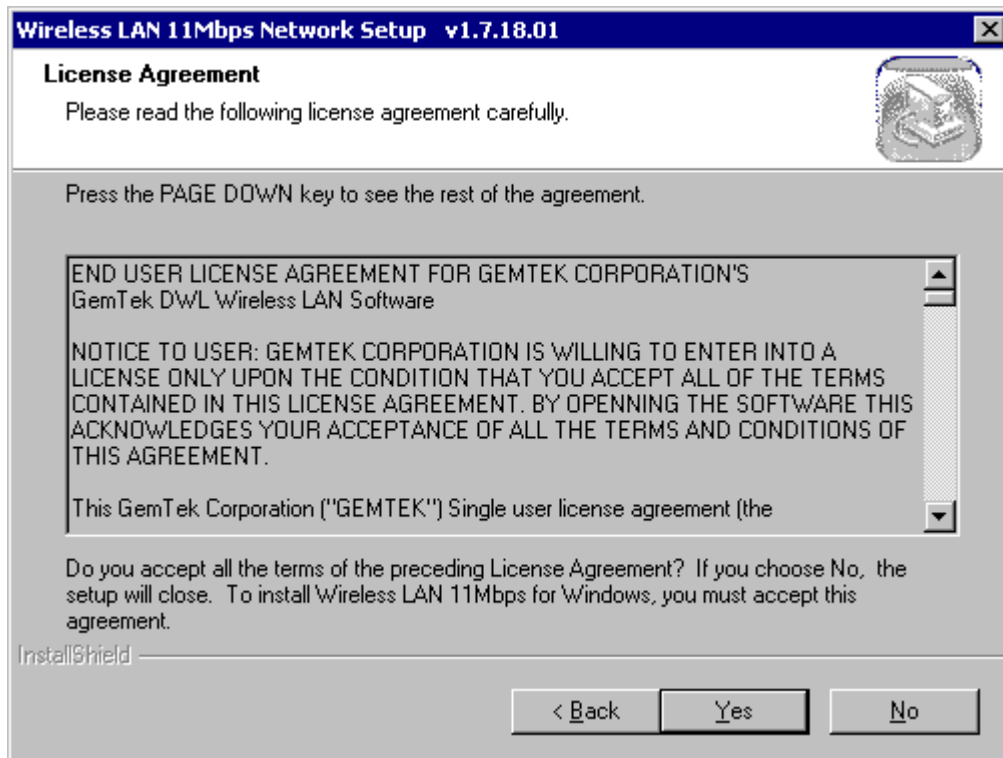 Wireless LAN 11Mbps Network Setup v1.7.18.01
License Agreement
Please read the following license agreement carefully.
Press the PAGE DOWN key to see the rest of the agreement.
END USER LICENSE AGREEMENT FOR GEMTEK CORPORATION'S
GemTek DWL Wireless LAN Software
NOTICE TO USER: GEMTEK CORPORATION IS WILLING TO ENTER INTO A
LICENSE ONLY UPON THE CONDITION THAT YOU ACCEPT ALL OF THE TERMS
CONTAINED IN THIS LICENSE AGREEMENT. BY OPENNING THE SOFTWARE THIS
ACKNOWLEDGES YOUR ACCEPTANCE OF ALL THE TERMS AND CONDITIONS OF
THIS AGREEMENT.
This GemTek Corporation ("GEMTEK") Single user license agreement (the
Do you accept all the terms of the preceding License Agreement? If you choose No, the
setup will close. To install Wireless LAN 11Mbps for Windows, you must accept this
agreement.
InstallShield
< Back Yes No